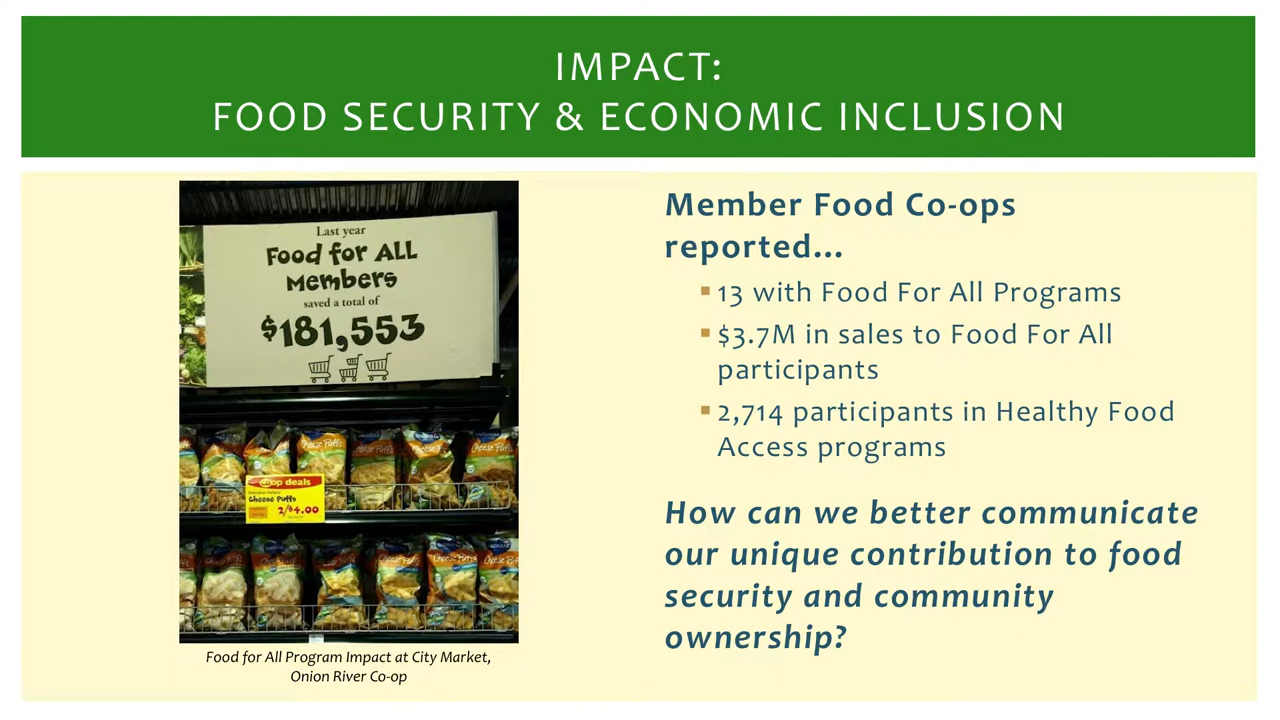 IMPACT:
FOOD SECURITY & ECONOMIC INCLUSION
Last year
Food for ALL
Members
saved a total of
$181,553
co-op deals
Cheese Puffs
2/$4.00
Cheese Puffs
Food for All Program Impact at City Market,
Onion River Co-op
Member Food Co-ops
reported...
▪ 13 with Food For All Programs
▪ $3.7M in sales to Food For All
participants
▪ 2,714 participants in Healthy Food
Access programs
How can we better communicate
our unique contribution to food
security and community
ownership?